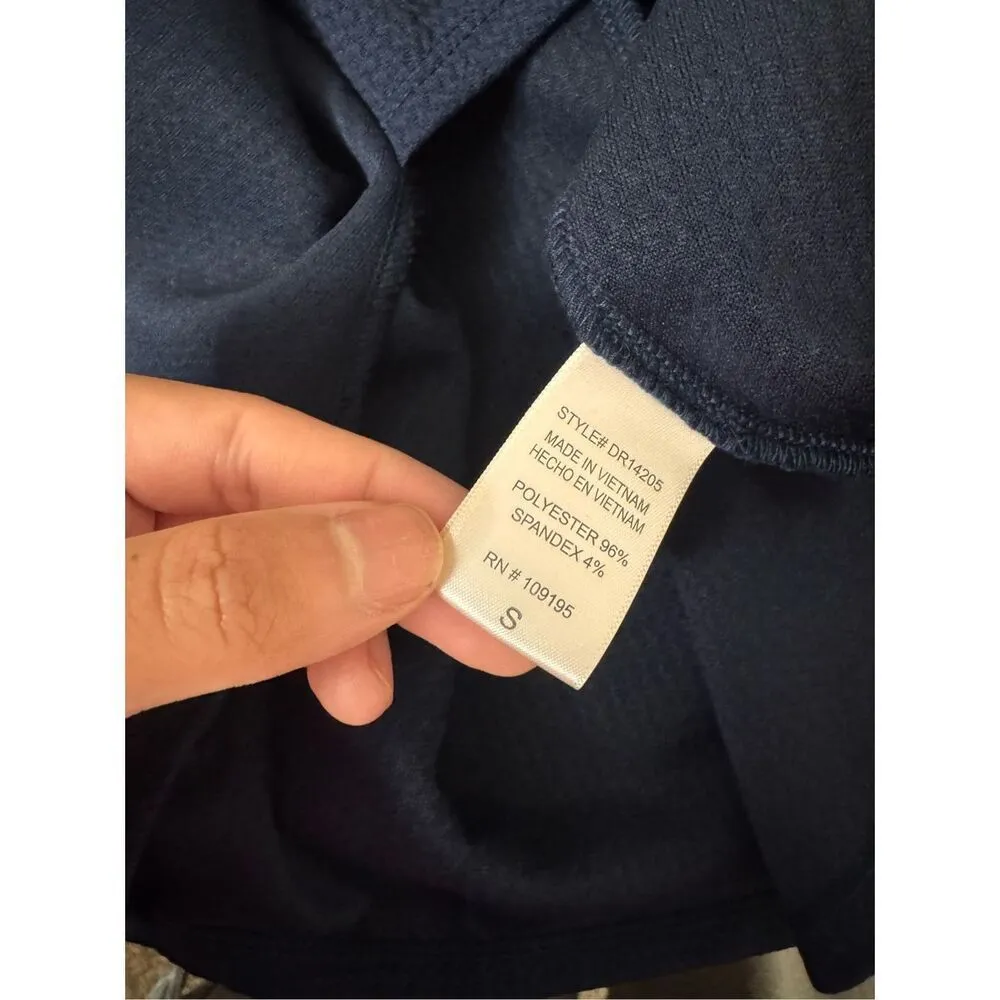 STYLE# DR14205
MADE IN VIETNAM
HECHO EN VIETNAM
POLYESTER 96%
SPANDEX 4%
RN # 109195
S